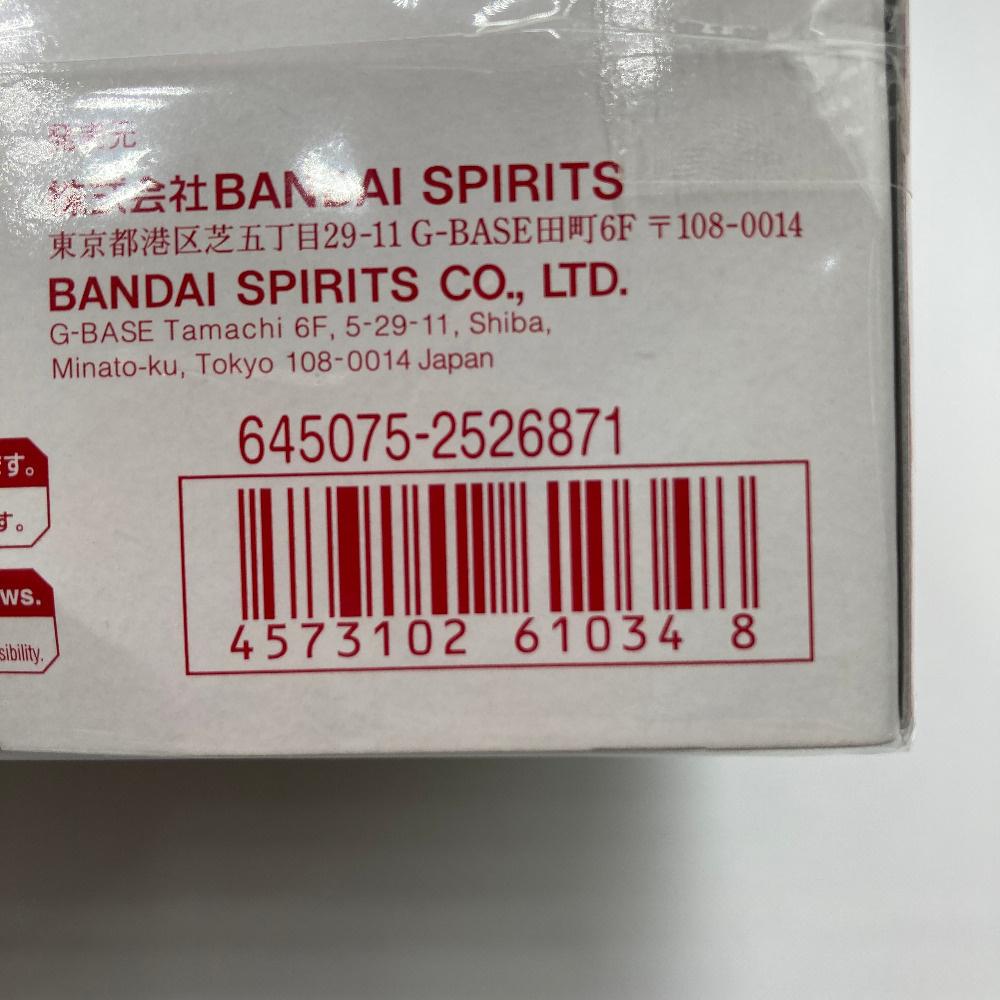 発売元
株式会社BANDAI SPIRITS
東京都港区芝五丁目29-11 G-BASE田町6F 〒108-0014
BANDAI SPIRITS CO., LTD.
G-BASE Tamachi 6F, 5-29-11, Shiba,
Minato-ku, Tokyo 108-0014 Japan
645075-2526871
ます。
す。
4573102 61034 8